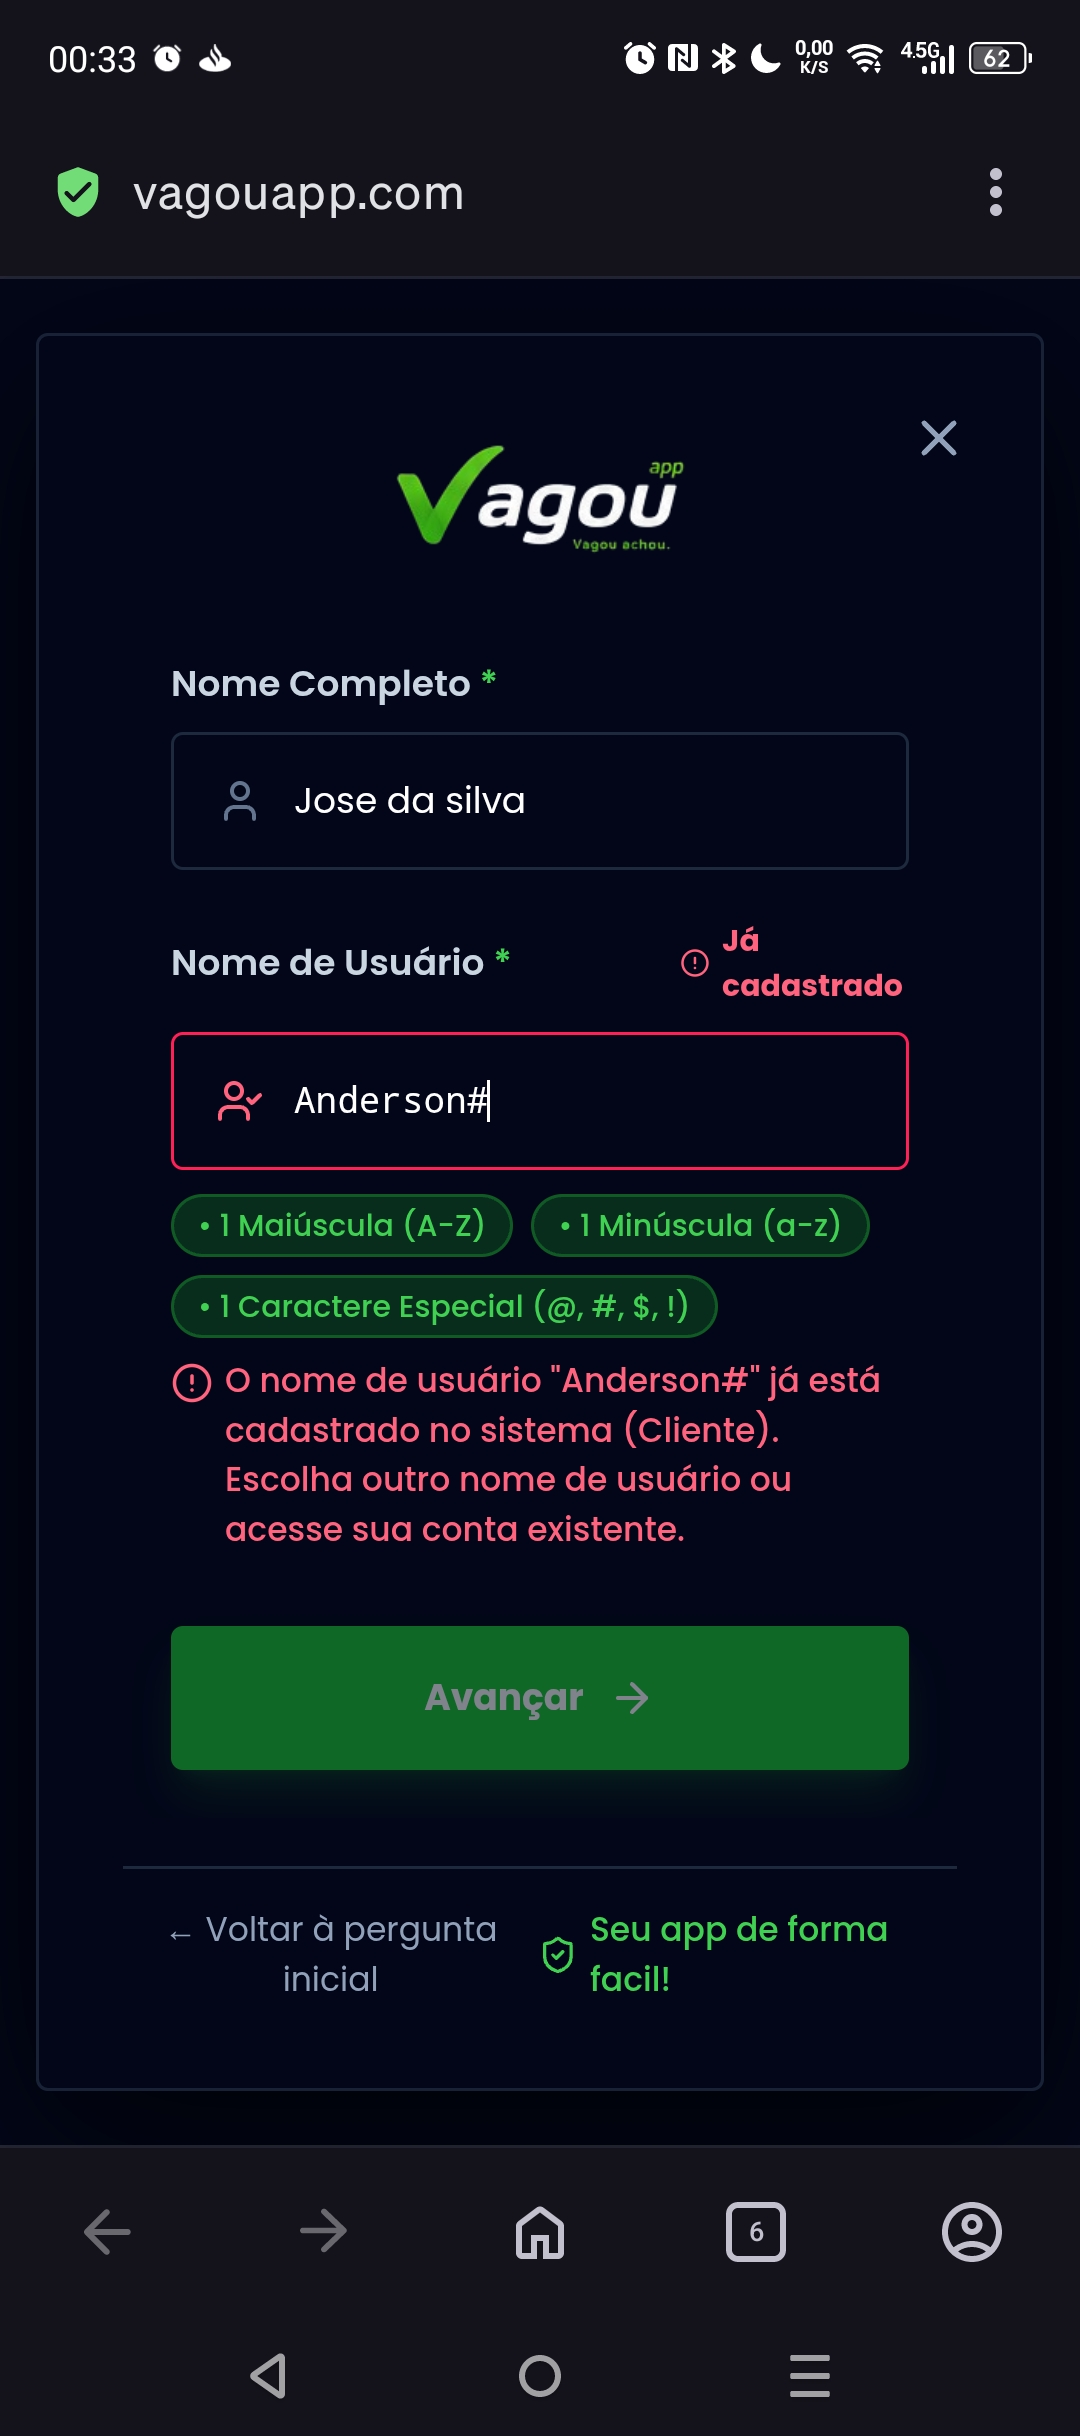 00:33
0,00 K/S
4.5G
62
vagouapp.com
Vagou app
Vagou achou.
Nome Completo *
Jose da silva
Nome de Usuário *
Já
cadastrado
Anderson#
• 1 Maiúscula (A-Z)
• 1 Minúscula (a-z)
• 1 Caractere Especial (@, #, $, !)
O nome de usuário "Anderson#" já está
cadastrado no sistema (Cliente).
Escolha outro nome de usuário ou
acesse sua conta existente.
Avançar →
← Voltar à pergunta
inicial
Seu app de forma
facil!
6